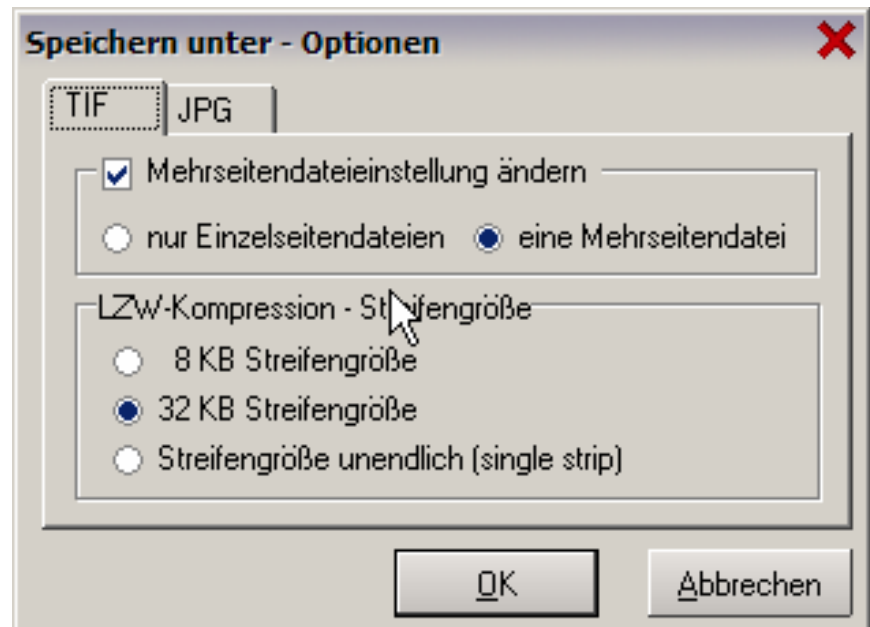 Speichern unter - Optionen
TIF JPG
Mehrseitendateieinstellung ändern
nur Einzelseitendateien eine Mehrseitendatei
LZW-Kompression - Streifengröße
8 KB Streifengröße
32 KB Streifengröße
Streifengröße unendlich (single strip)
OK Abbrechen